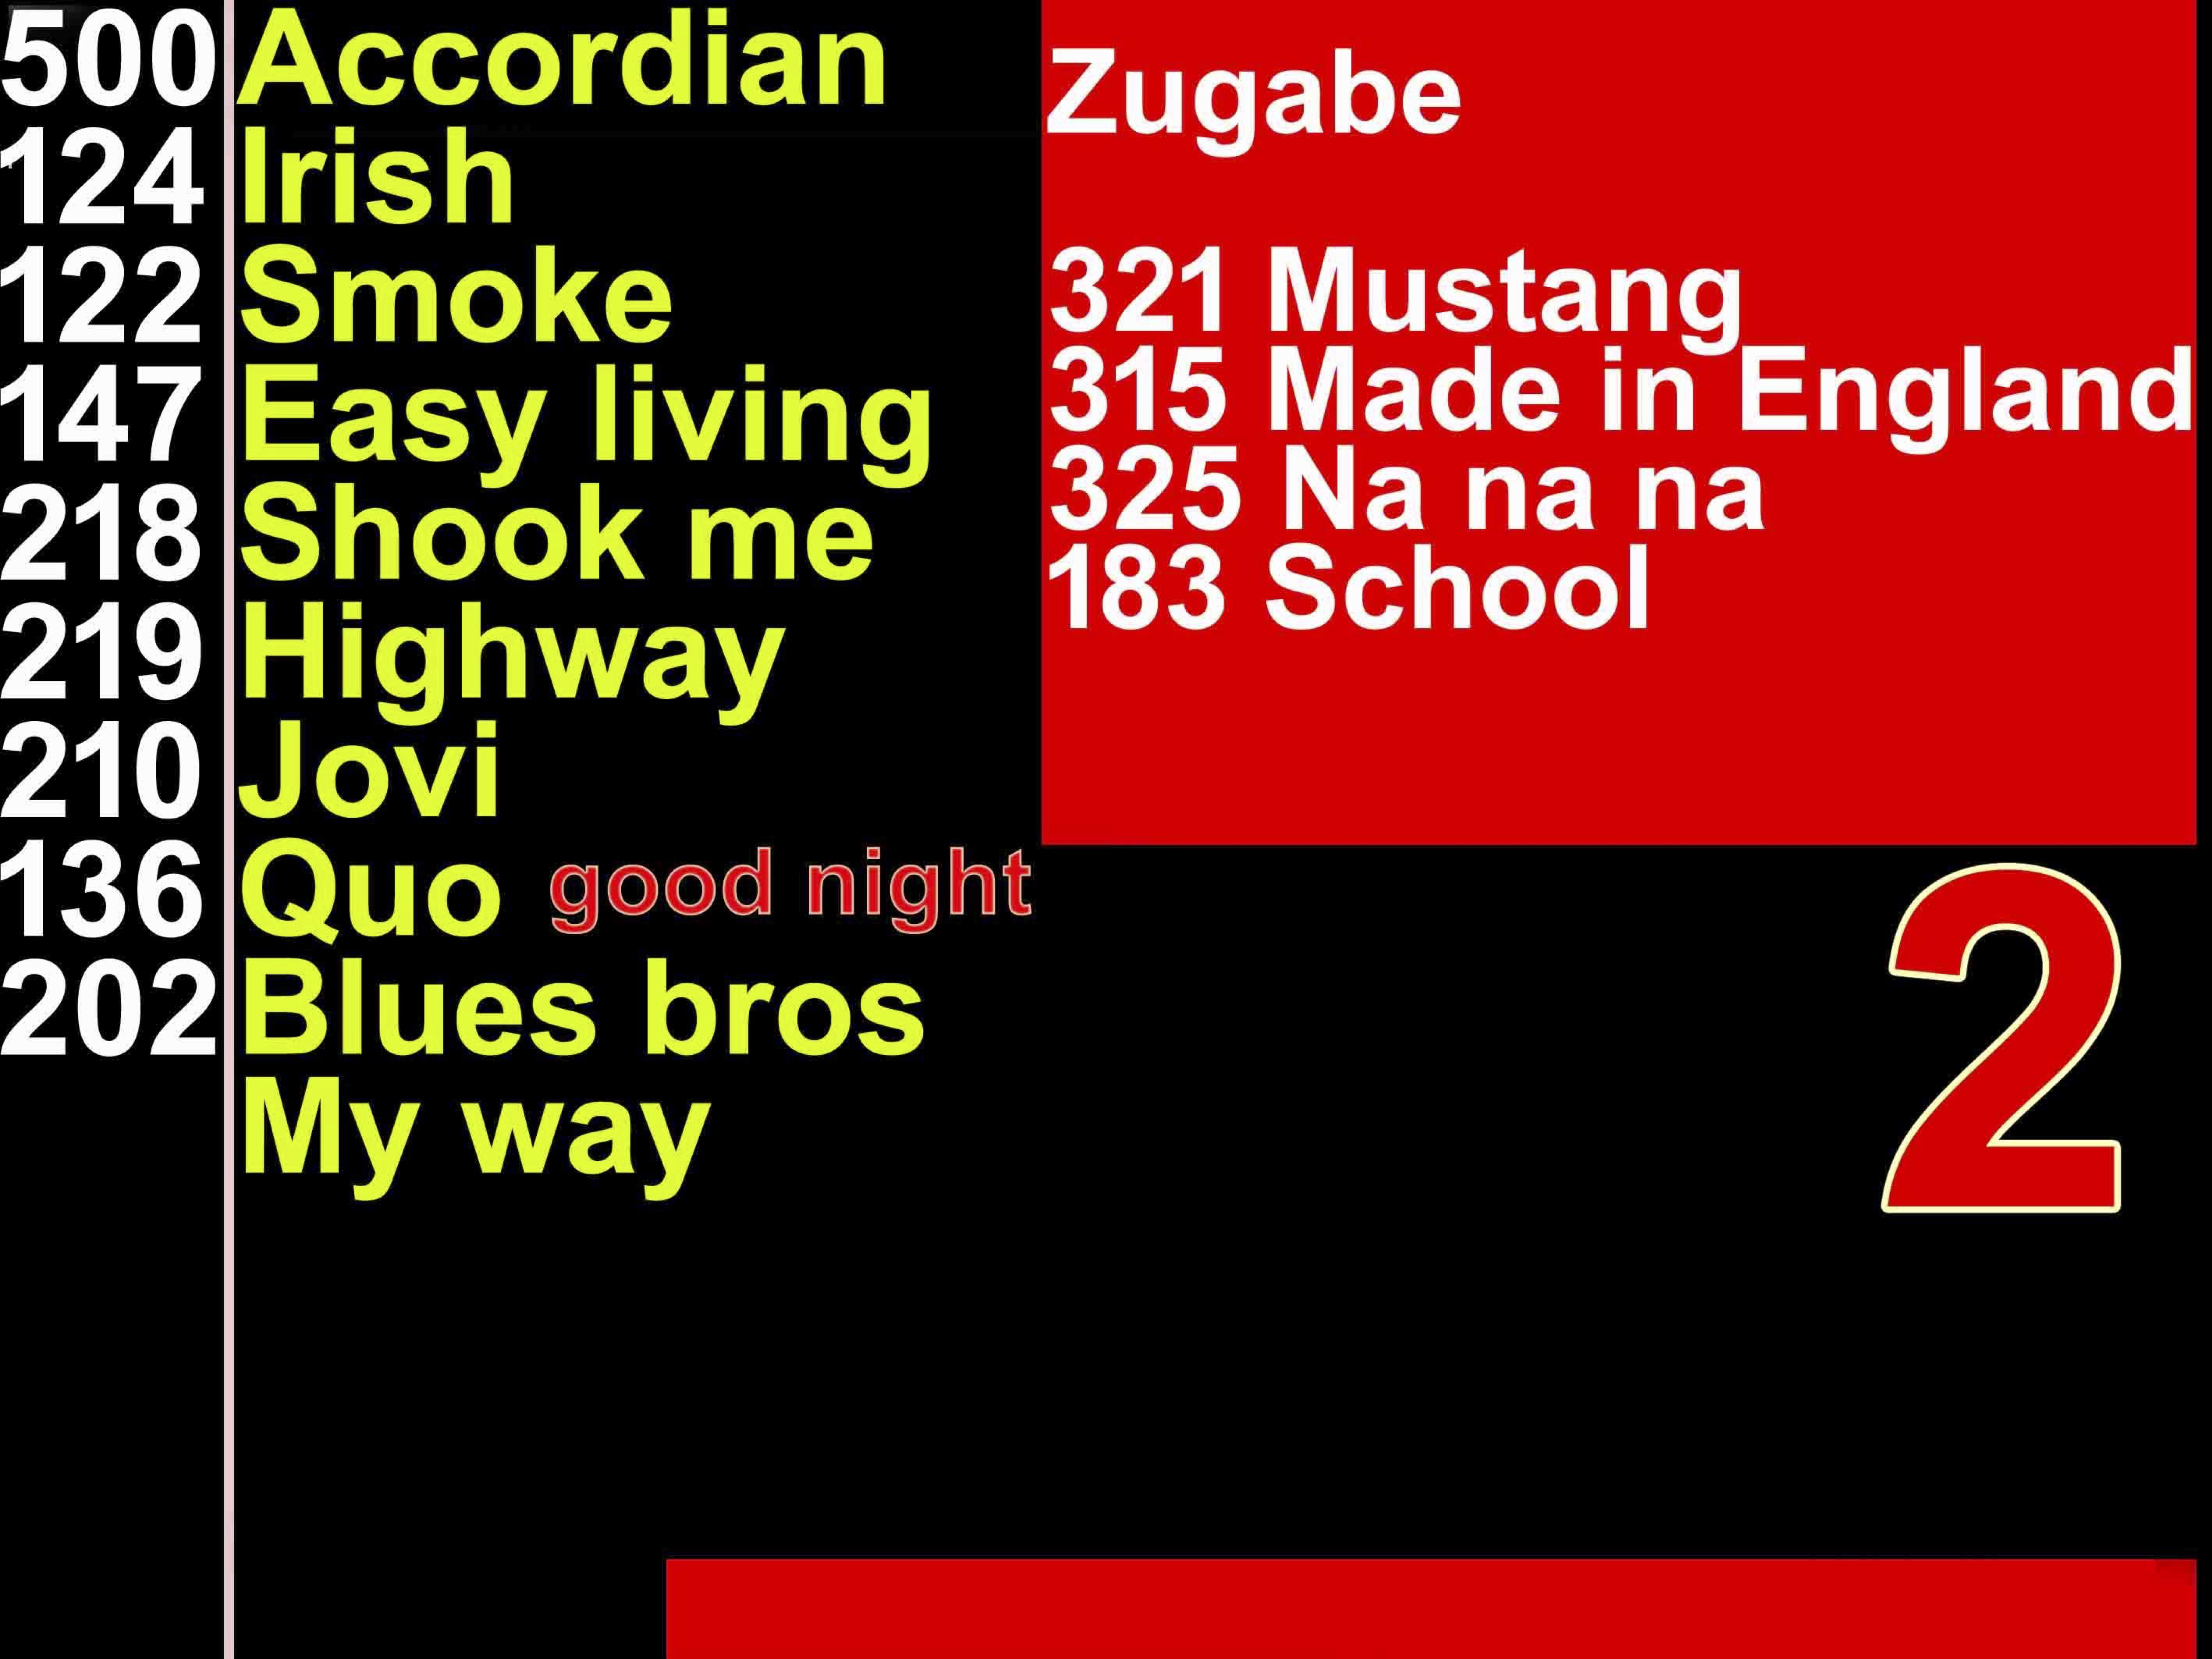 500 Accordian
124 Irish
122 Smoke
147 Easy living
218 Shook me
219 Highway
210 Jovi
136 Quo good night
202 Blues bros
My way
Zugabe
321 Mustang
315 Made in England
325 Na na na
183 School
2